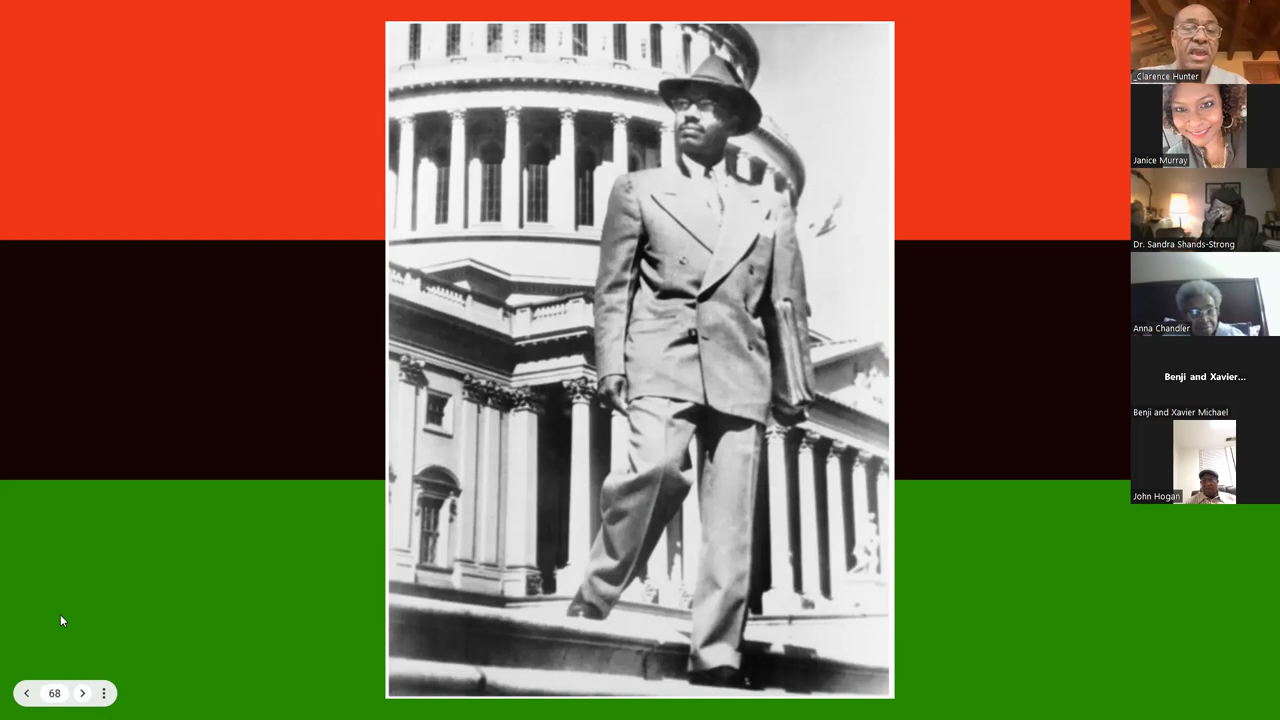 _Clarence Hunter
Janice Murray
Dr. Sandra Shands-Strong
Anna Chandler
Benji and Xavier...
Benji and Xavier Michael
John Hogan
68